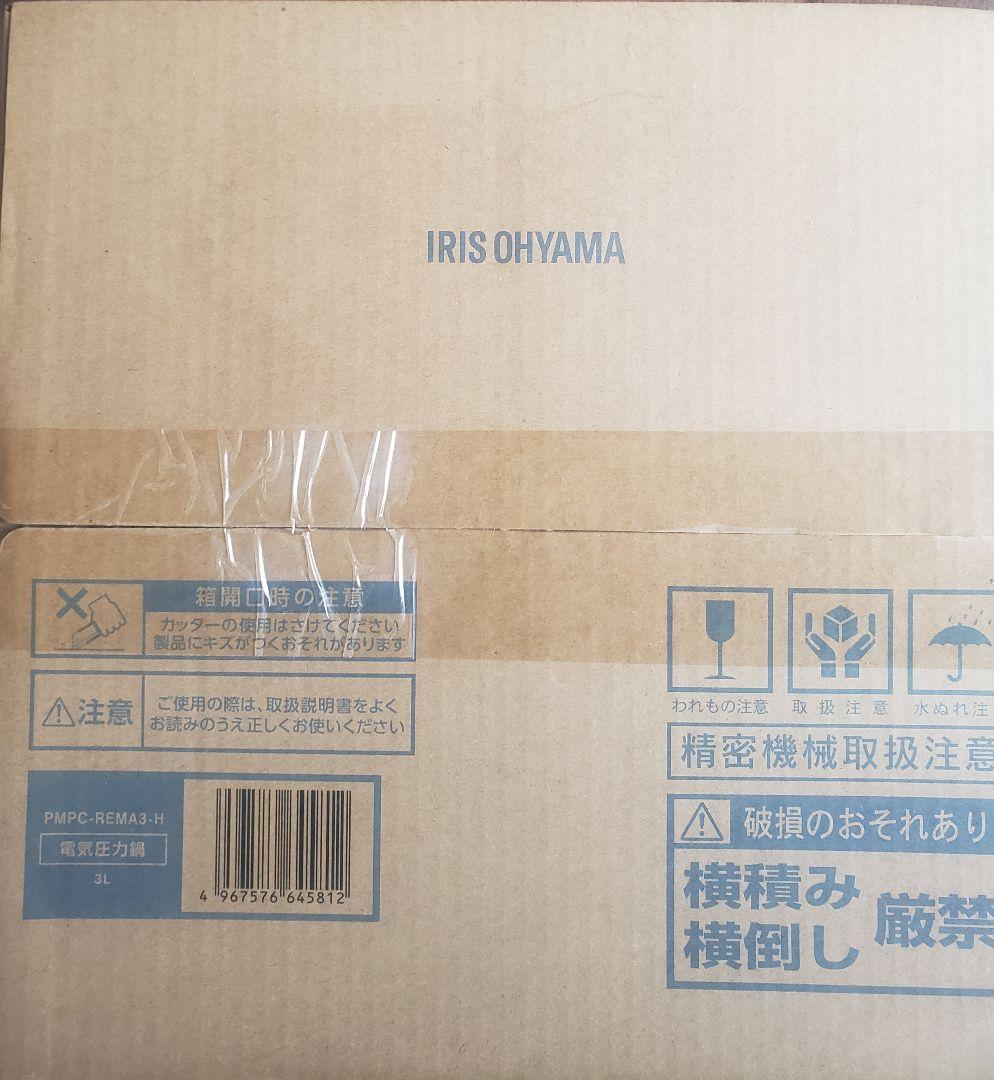 IRIS OHYAMA
箱開口時の注意
カッターの使用はさけてください
製品にキズがつくおそれがあります
注意
ご使用の際は、取扱説明書をよく
お読みのうえ正しくお使いください
PMPC-REMA3-H
電気圧力鍋
3L
4 967576 645812
われもの注意
取扱注意
水ぬれ注
精密機械取扱注意
破損のおそれあり
横積み
横倒し
厳禁